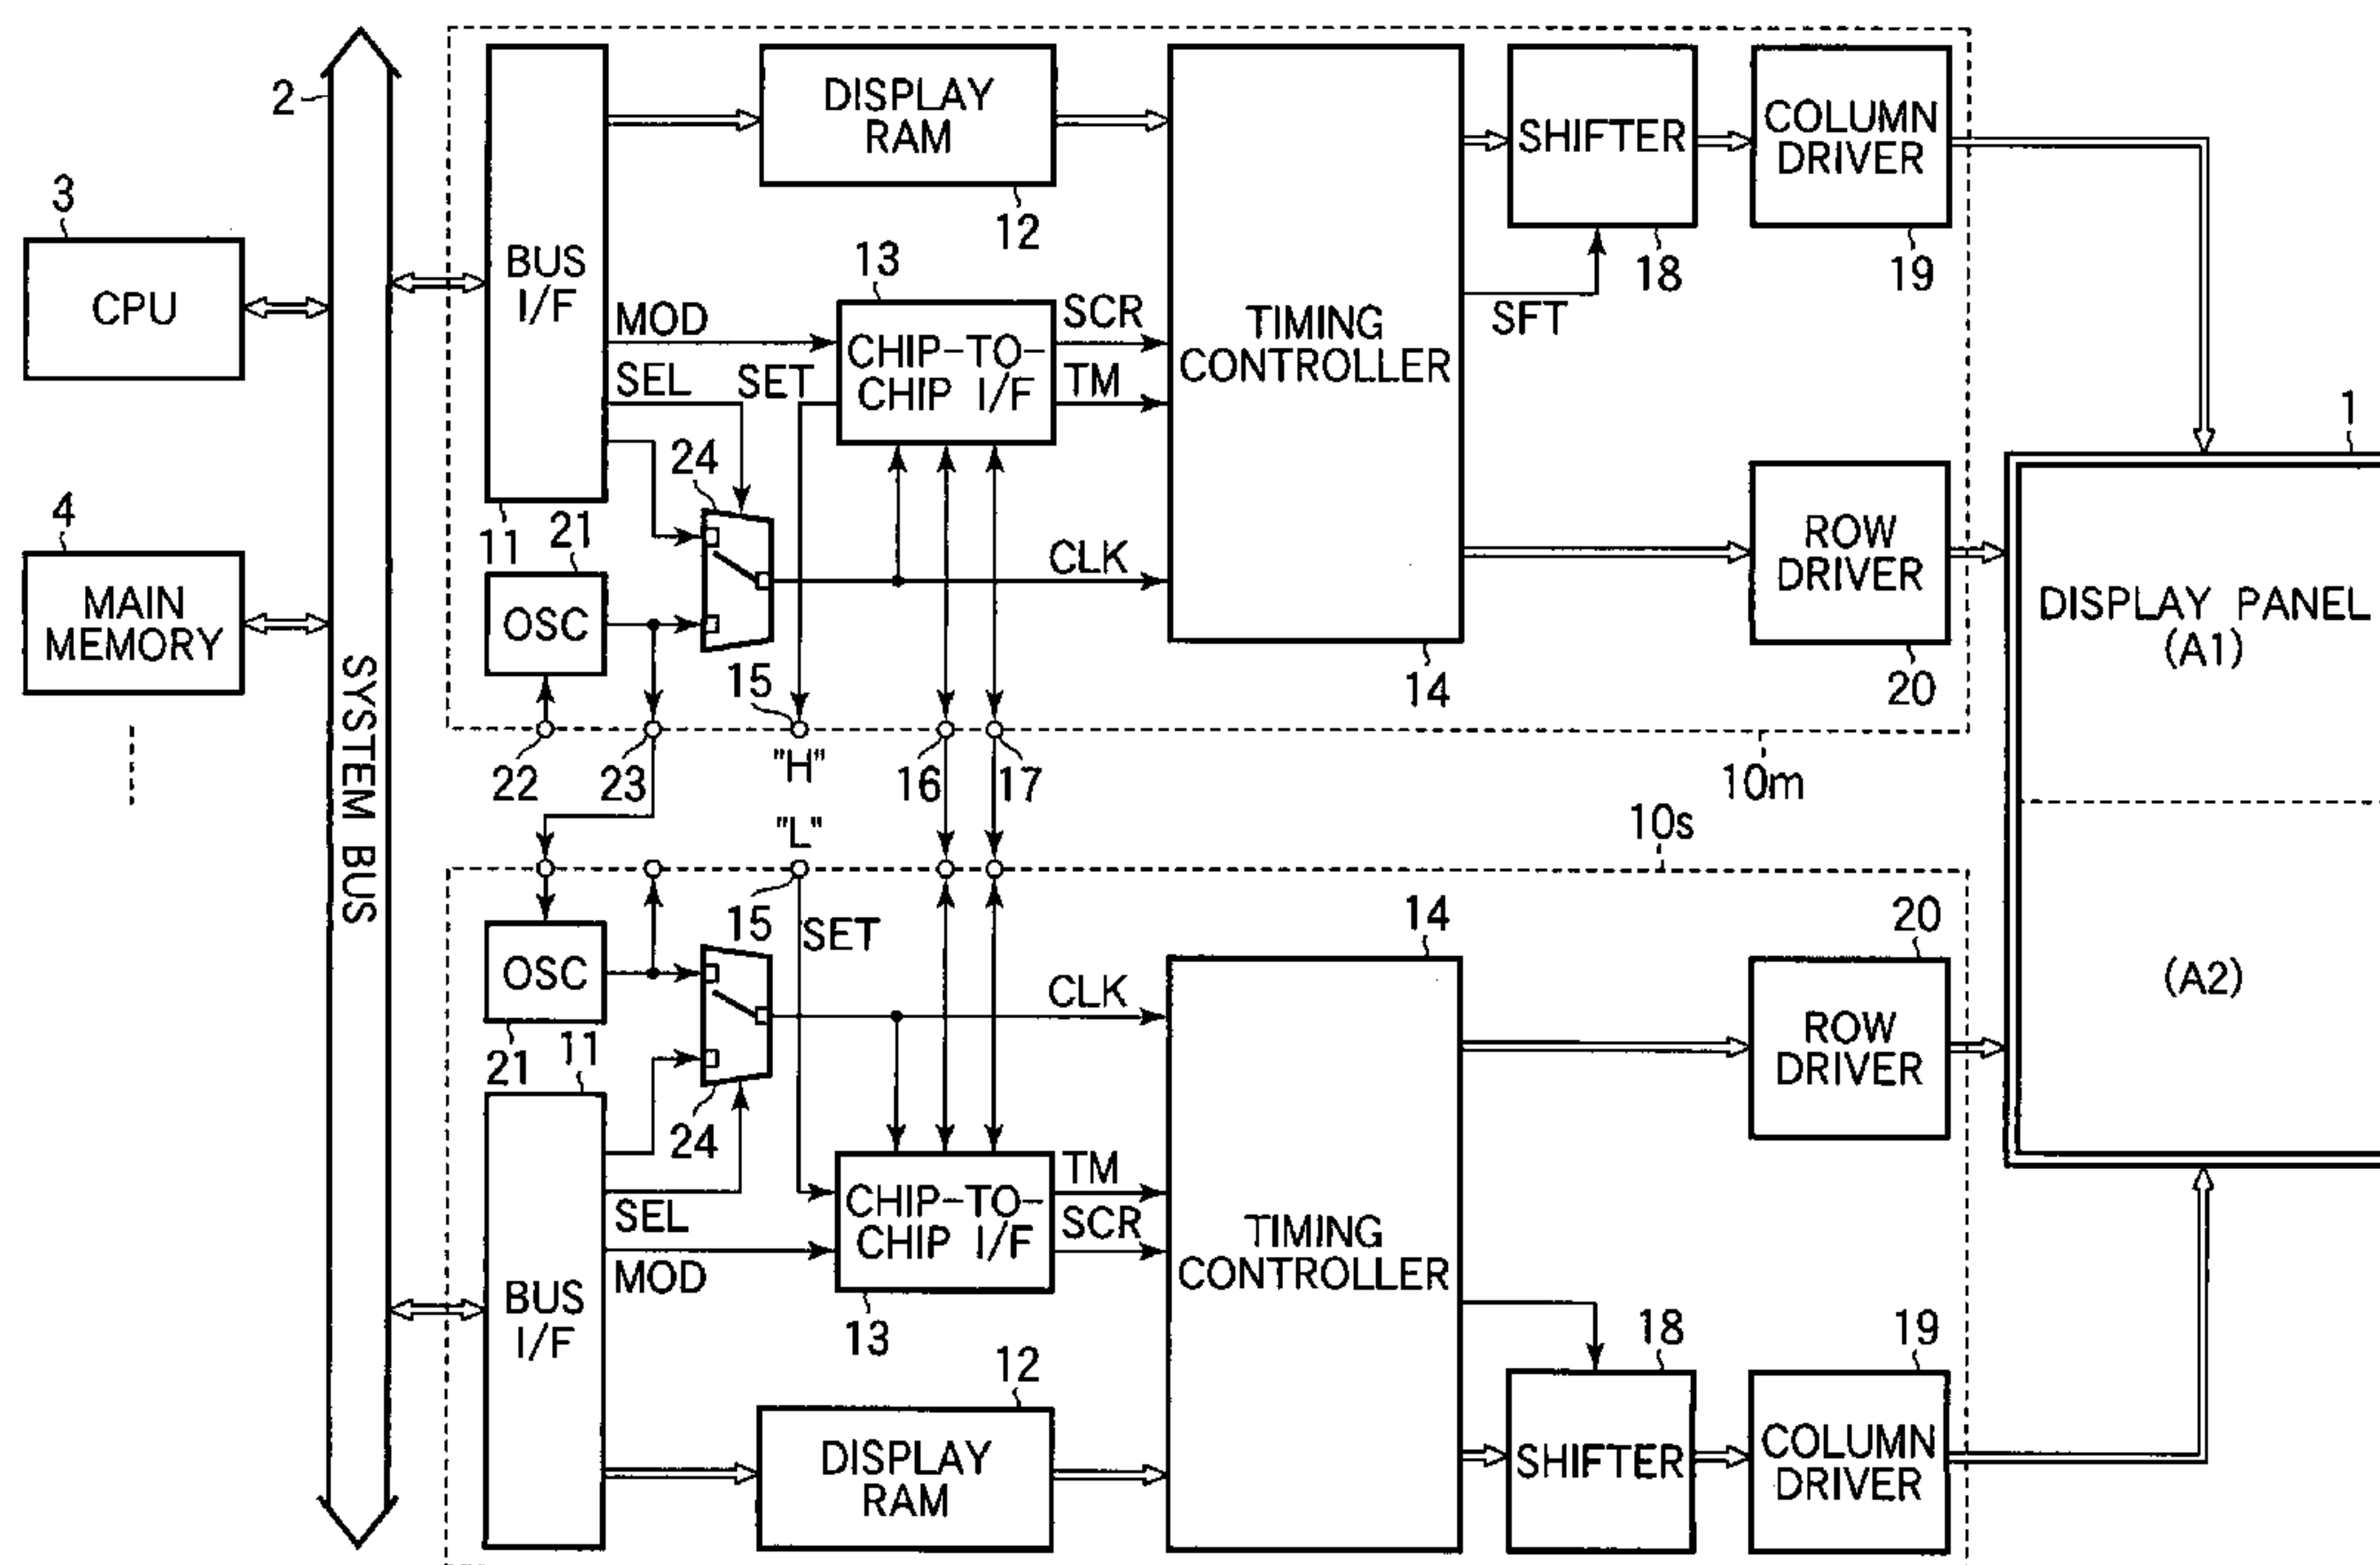 2
3
CPU
4
MAIN
MEMORY
SYSTEM BUS
BUS
I/F
11
DISPLAY
RAM
12
13
CHIP-TO-
CHIP I/F
MOD
SEL
SET
SCR
TM
24
21
OSC
CLK
TIMING
CONTROLLER
14
SHIFTER
18
SFT
COLUMN
DRIVER
19
ROW
DRIVER
20
1
DISPLAY PANEL
(A1)
(A2)
15
22
23
"H"
16
17
10m
"L"
10s
OSC
21
11
15
SET
24
CLK
14
20
ROW
DRIVER
BUS
I/F
SEL
MOD
CHIP-TO-
CHIP I/F
13
TM
SCR
TIMING
CONTROLLER
12
DISPLAY
RAM
18
SHIFTER
19
COLUMN
DRIVER